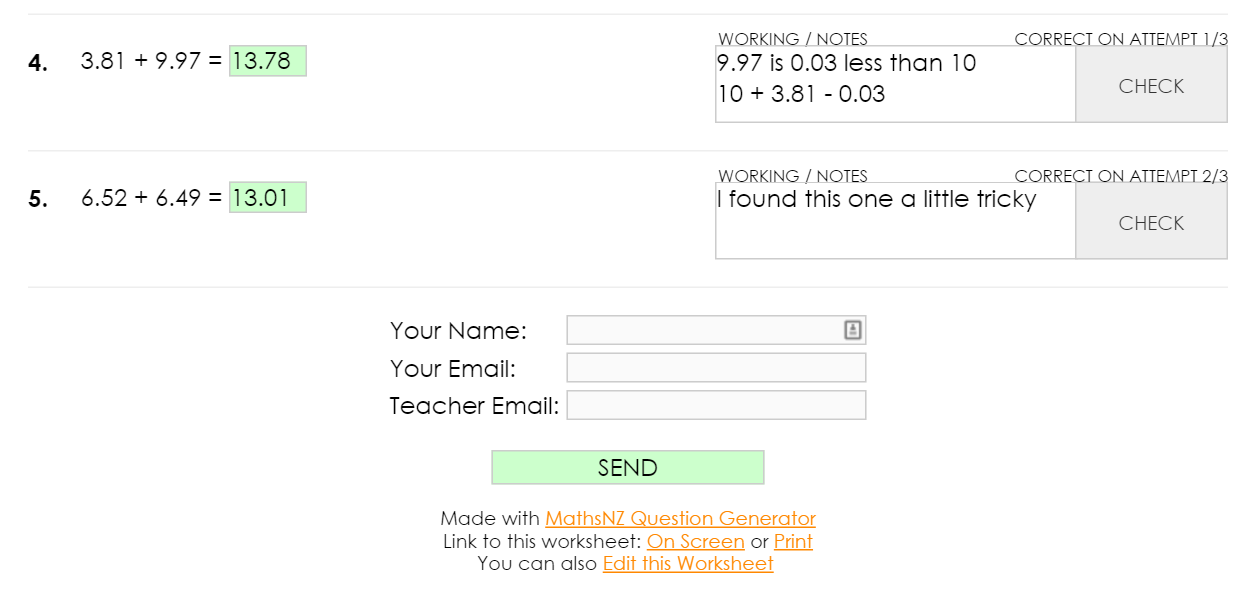 WORKING / NOTES CORRECT ON ATTEMPT 1/3
4. 3.81 + 9.97 = 13.78
9.97 is 0.03 less than 10
10 + 3.81 - 0.03
CHECK
WORKING / NOTES CORRECT ON ATTEMPT 2/3
5. 6.52 + 6.49 = 13.01
I found this one a little tricky
CHECK
Your Name:
Your Email:
Teacher Email:
SEND
Made with MathsNZ Question Generator
Link to this worksheet: On Screen or Print
You can also Edit this Worksheet